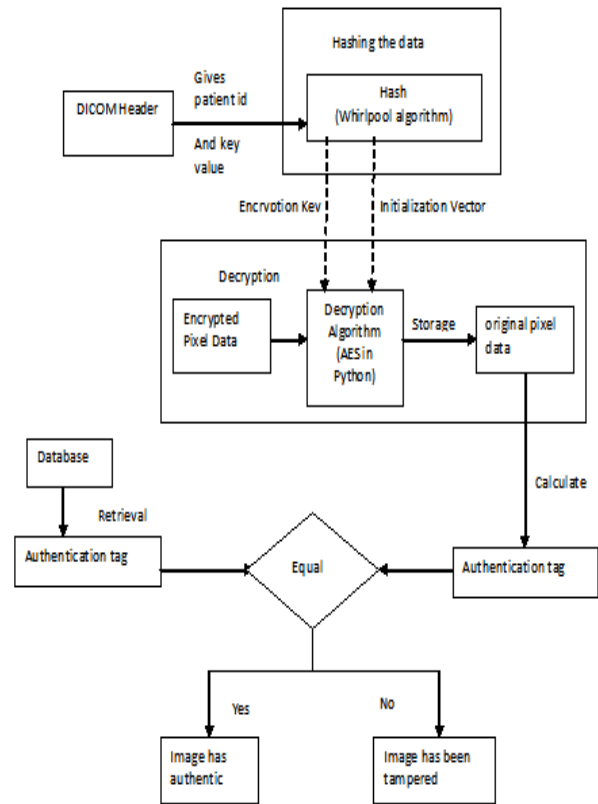 Hashing the data
Gives
patient id
DICOM Header
Hash
(Whirlpool algorithm)
And key
value
Encrvotion Kev
Initialization Vector
Decryption
Encrypted
Pixel Data
Decryption
Algorithm
(AES in
Python)
Storage
original pixel
data
Database
Calculate
Retrieval
Authentication tag
Equal
Authentication tag
Yes
No
Image has
authentic
Image has been
tampered